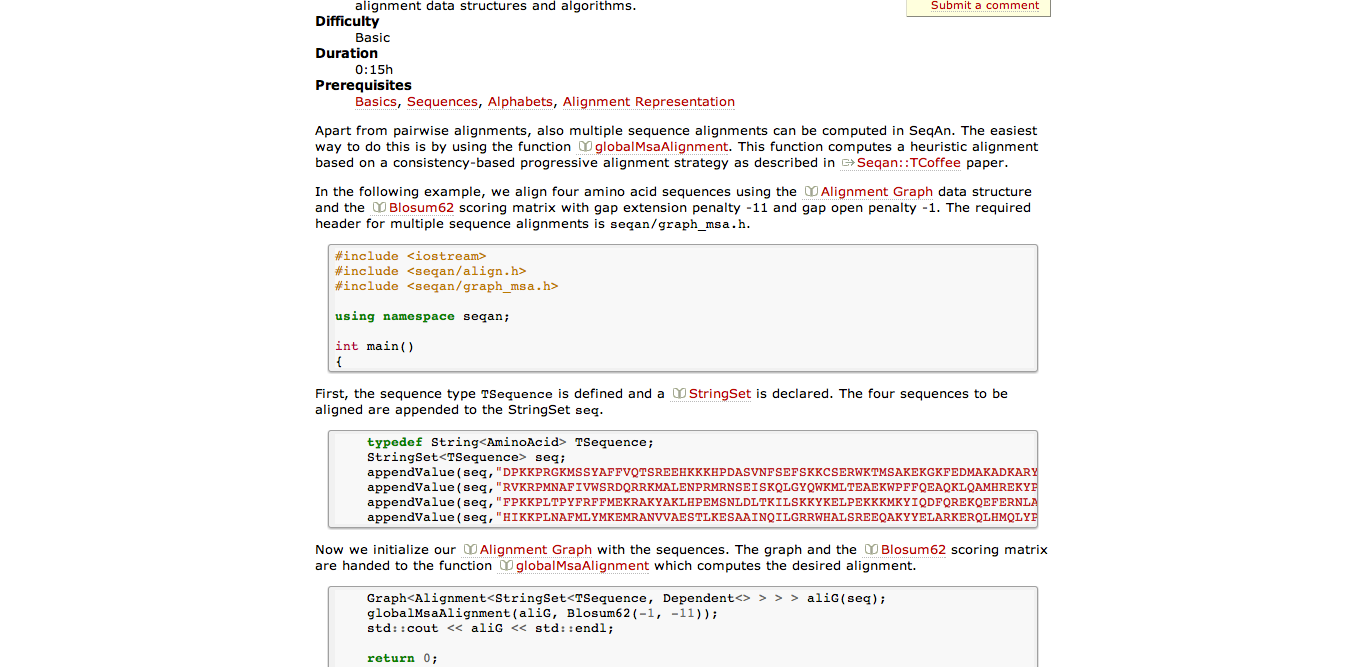 alignment data structures and algorithms.
Submit a comment
Difficulty
Basic
Duration
0:15h
Prerequisites
Basics, Sequences, Alphabets, Alignment Representation
Apart from pairwise alignments, also multiple sequence alignments can be computed in SeqAn. The easiest
way to do this is by using the function globalMsaAlignment. This function computes a heuristic alignment
based on a consistency-based progressive alignment strategy as described in Seqan::TCoffee paper.
In the following example, we align four amino acid sequences using the Alignment Graph data structure
and the Blosum62 scoring matrix with gap extension penalty -11 and gap open penalty -1. The required
header for multiple sequence alignments is seqan/graph_msa.h.
#include <iostream>
#include <seqan/align.h>
#include <seqan/graph_msa.h>
using namespace seqan;
int main()
{
First, the sequence type TSequence is defined and a StringSet is declared. The four sequences to be
aligned are appended to the StringSet seq.
typedef String<AminoAcid> TSequence;
StringSet<TSequence> seq;
appendValue(seq,"DPKKPRGKMSSYAFFVQTSREEHKKKHPDASVNFSEFSKKCSERWKTMSAKEKGKFEDMAKADKARY
appendValue(seq,"RVKRPMNAFIVWSRDQRRKMALENPRMRNSEISKQLGYQWKMLTEAEKWPFFQEAQKLQAMHREKYP
appendValue(seq,"FPKKPLTPYFRFFMEKRAKYAKLHPEMSNLDLTKILSKKYKELPEKKKMKYIQDFQREKQEFERNLA
appendValue(seq,"HIKKPLNAFMLYMKEMRANVVAESTLKESAAINQILGRRWHALSREEQAKYYELARKERQLHMQLYP
Now we initialize our Alignment Graph with the sequences. The graph and the Blosum62 scoring matrix
are handed to the function globalMsaAlignment which computes the desired alignment.
Graph<Alignment<StringSet<TSequence, Dependent<> > > > aliG(seq);
globalMsaAlignment(aliG, Blosum62(-1, -11));
std::cout << aliG << std::endl;
return 0;